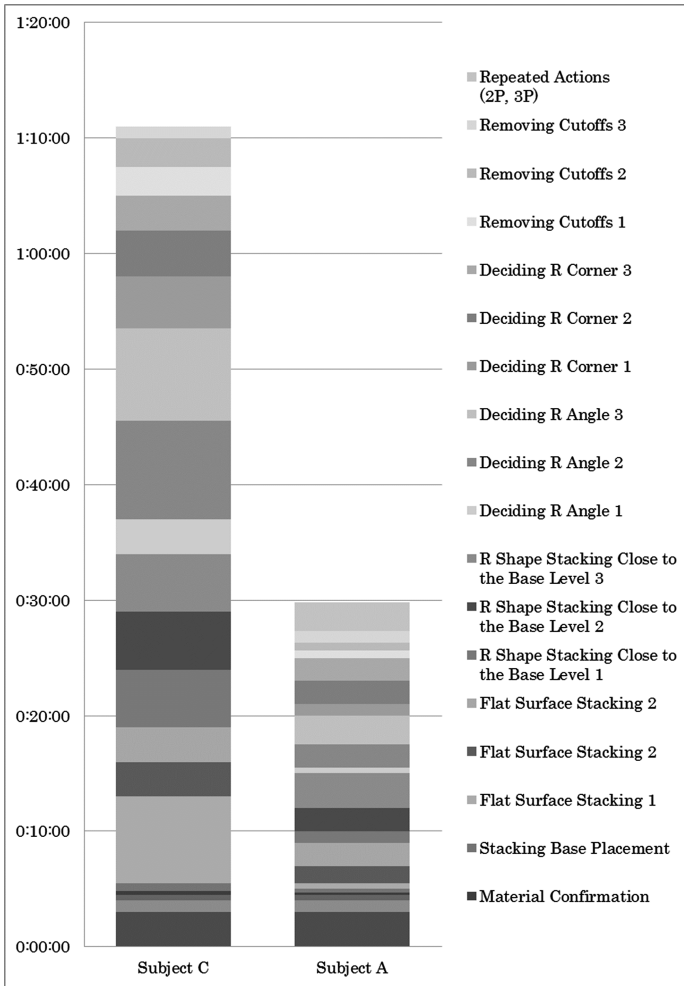 1:20:00
1:10:00
1:00:00
0:50:00
0:40:00
0:30:00
0:20:00
0:10:00
0:00:00
Subject C
Subject A
Repeated Actions
(2P, 3P)
Removing Cutoffs 3
Removing Cutoffs 2
Removing Cutoffs 1
Deciding R Corner 3
Deciding R Corner 2
Deciding R Corner 1
Deciding R Angle 3
Deciding R Angle 2
Deciding R Angle 1
R Shape Stacking Close to
the Base Level 3
R Shape Stacking Close to
the Base Level 2
R Shape Stacking Close to
the Base Level 1
Flat Surface Stacking 2
Flat Surface Stacking 2
Flat Surface Stacking 1
Stacking Base Placement
Material Confirmation